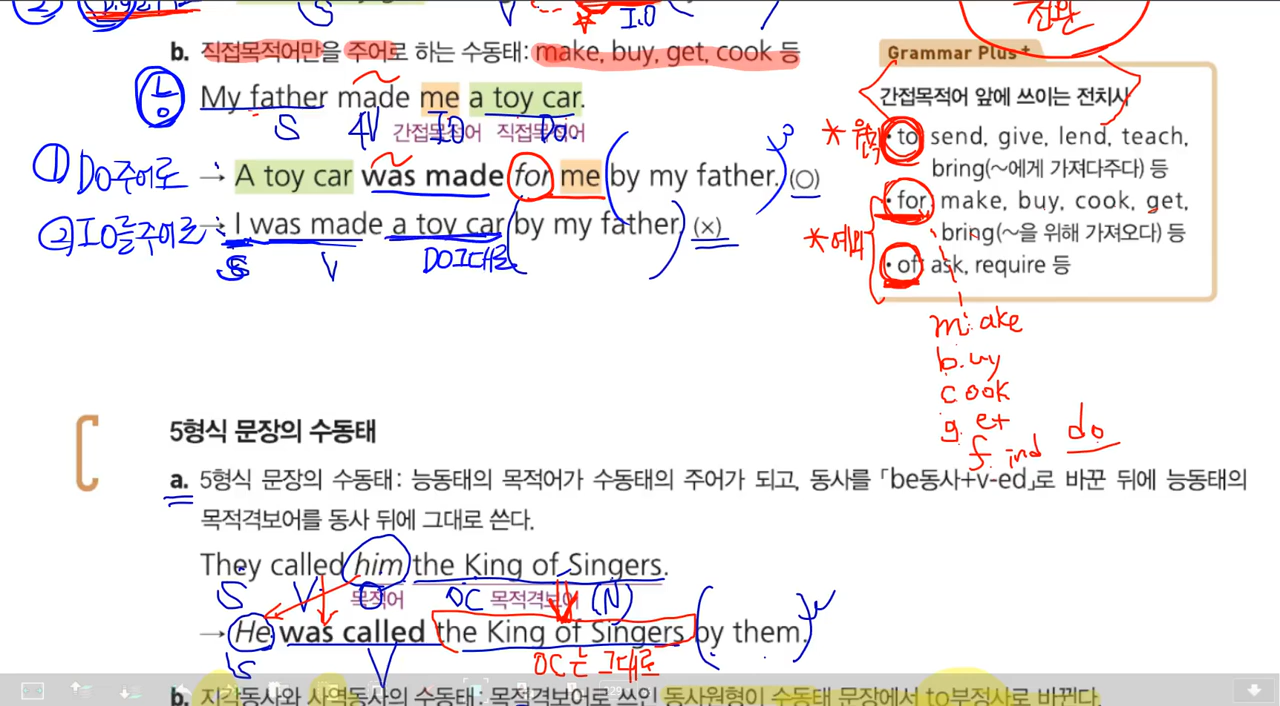 S V I.O
전환
b. 직접목적어만을 주어로 하는 수동태: make, buy, get, cook 등
능
My father made me a toy car.
S 4V IO DO
간접목적어 직접목적어
① DO주어로
→ A toy car was made for me (by my father.) (○)
② IO를주어로
→ I was made a toy car (by my father.) (×)
S V DO그대로
Grammar Plus+
간접목적어 앞에 쓰이는 전치사
* 원칙
• to send, give, lend, teach,
bring(~에게 가져다주다) 등
* 예외
• for make, buy, cook, get,
bring(~을 위해 가져오다) 등
• of ask, require 등
make
buy
cook
get
find do
C
5형식 문장의 수동태
a. 5형식 문장의 수동태: 능동태의 목적어가 수동태의 주어가 되고, 동사를 「be동사+v-ed」로 바꾼 뒤에 능동태의
목적격보어를 동사 뒤에 그대로 쓴다.
They called him the King of Singers.
S V O OC (N)
목적어 목적격보어
→ He was called the King of Singers (by them.)
S V OC는 그대로
b. 지각동사와 사역동사의 수동태: 목적격보어로 쓰인 동사원형이 수동태 문장에서 to부정사로 바뀐다.